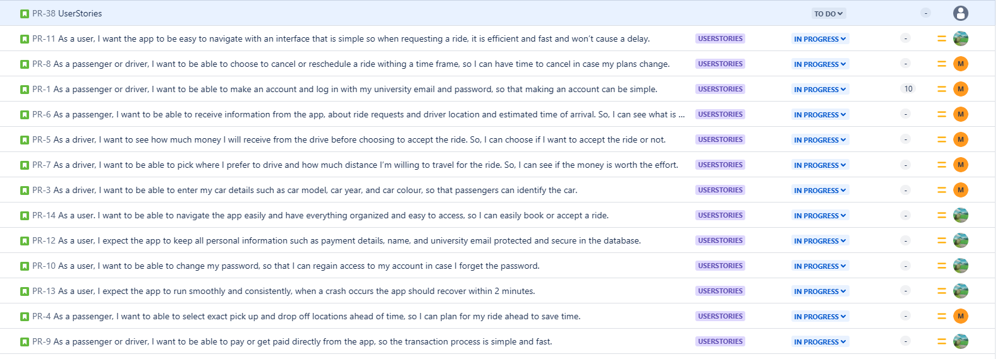 PR-38 UserStories TO DO -
PR-11 As a user, I want the app to be easy to navigate with an interface that is simple so when requesting a ride, it is efficient and fast and won’t cause a delay. USERSTORIES IN PROGRESS -
PR-8 As a passenger or driver, I want to be able to choose to cancel or reschedule a ride withing a time frame, so I can have time to cancel in case my plans change. USERSTORIES IN PROGRESS - M
PR-1 As a passenger or driver, I want to be able to make an account and log in with my university email and password, so that making an account can be simple. USERSTORIES IN PROGRESS 10 M
PR-6 As a passenger, I want to be able to receive information from the app, about ride requests and driver location and estimated time of arrival. So, I can see what is ... USERSTORIES IN PROGRESS - M
PR-5 As a driver, I want to see how much money I will receive from the drive before choosing to accept the ride. So, I can choose if I want to accept the ride or not. USERSTORIES IN PROGRESS - M
PR-7 As a driver, I want to be able to pick where I prefer to drive and how much distance I’m willing to travel for the ride. So, I can see if the money is worth the effort. USERSTORIES IN PROGRESS - M
PR-3 As a driver, I want to be able to enter my car details such as car model, car year, and car colour, so that passengers can identify the car. USERSTORIES IN PROGRESS - M
PR-14 As a user. I want to be able to navigate the app easily and have everything organized and easy to access, so I can easily book or accept a ride. USERSTORIES IN PROGRESS -
PR-12 As a user, I expect the app to keep all personal information such as payment details, name, and university email protected and secure in the database. USERSTORIES IN PROGRESS -
PR-10 As a user, I want to be able to change my password, so that I can regain access to my account in case I forget the password. USERSTORIES IN PROGRESS -
PR-13 As a user, I expect the app to run smoothly and consistently, when a crash occurs the app should recover within 2 minutes. USERSTORIES IN PROGRESS -
PR-4 As a passenger, I want to able to select exact pick up and drop off locations ahead of time, so I can plan for my ride ahead to save time. USERSTORIES IN PROGRESS - M
PR-9 As a passenger or driver, I want to be able to pay or get paid directly from the app, so the transaction process is simple and fast. USERSTORIES IN PROGRESS -